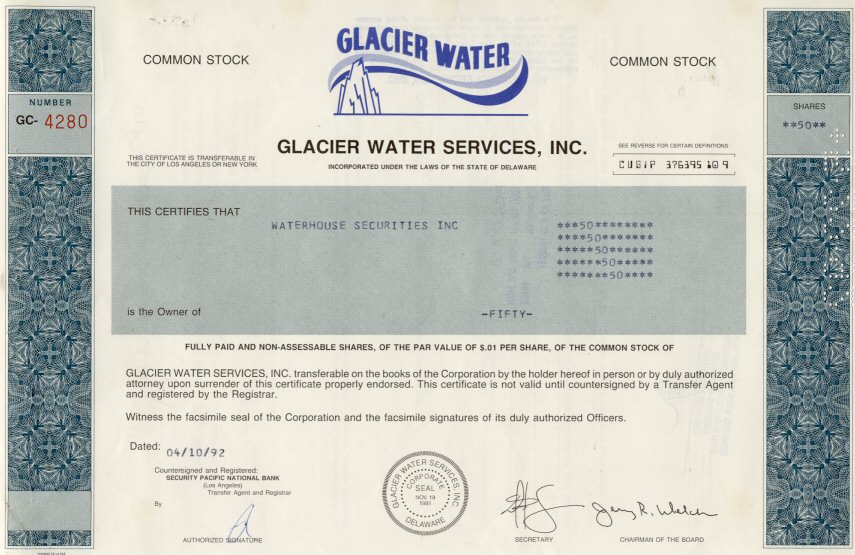 COMMON STOCK
GLACIER WATER
COMMON STOCK
NUMBER
GC- 4280
SHARES
**50**
GLACIER WATER SERVICES, INC.
INCORPORATED UNDER THE LAWS OF THE STATE OF DELAWARE
THIS CERTIFICATE IS TRANSFERABLE IN
THE CITY OF LOS ANGELES OR NEW YORK
SEE REVERSE FOR CERTAIN DEFINITIONS
CUSIP 376395 10 9
THIS CERTIFIES THAT
WATERHOUSE SECURITIES INC
***50********
****50*******
*****50******
******50*****
*******50****
is the Owner of
-FIFTY-
FULLY PAID AND NON-ASSESSABLE SHARES, OF THE PAR VALUE OF $.01 PER SHARE, OF THE COMMON STOCK OF
GLACIER WATER SERVICES, INC. transferable on the books of the Corporation by the holder hereof in person or by duly authorized
attorney upon surrender of this certificate properly endorsed. This certificate is not valid until countersigned by a Transfer Agent
and registered by the Registrar.
Witness the facsimile seal of the Corporation and the facsimile signatures of its duly authorized Officers.
Dated: 04/10/92
Countersigned and Registered:
SECURITY PACIFIC NATIONAL BANK
(Los Angeles)
Transfer Agent and Registrar
By
AUTHORIZED SIGNATURE
GLACIER WATER SERVICES, INC.
CORPORATE
SEAL
NOV. 19
1991
DELAWARE
SECRETARY
Jerry R. Welch
CHAIRMAN OF THE BOARD